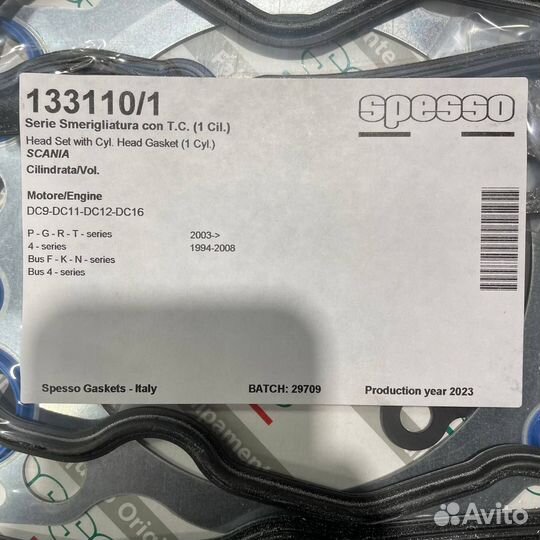 133110/1
spesso
Serie Smerigliatura con T.C. (1 Cil.)
Head Set with Cyl. Head Gasket (1 Cyl.)
SCANIA
Cilindrata/Vol.
Motore/Engine
DC9-DC11-DC12-DC16
P - G - R - T - series 2003->
4 - series 1994-2008
Bus F - K - N - series
Bus 4 - series
Spesso Gaskets - Italy BATCH: 29709 Production year 2023
Avito